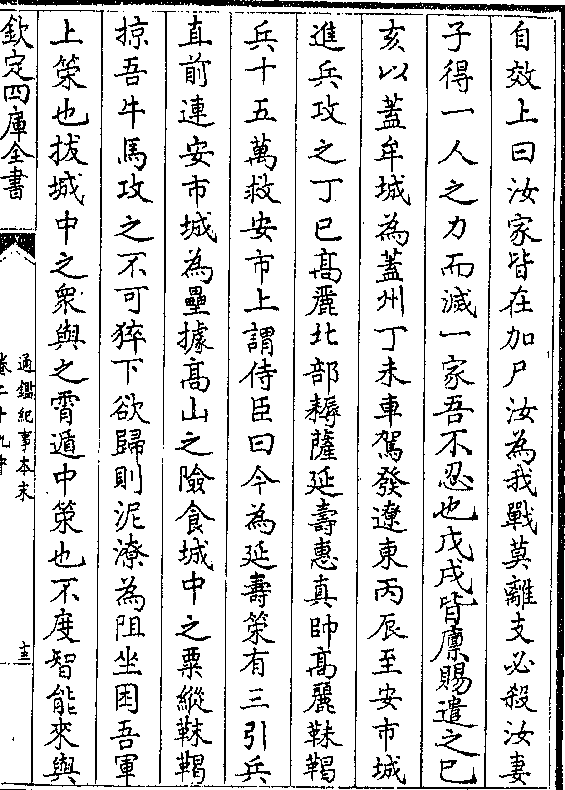 自效上曰汝家皆在加尸汝為我戰莫離支必殺汝妻
子得一人之力而滅一家吾不忍也戊戌皆廪賜遣之巳
亥以蓋牟城為蓋州丁未車駕發遼東丙辰至安市城
進兵攻之丁巳髙麗北部耨薩延壽惠真帥髙麗靺鞨
兵十五萬救安市上謂侍臣曰今為延壽策有三引兵
直前連安市城為壘據髙山之險食城中之粟縱靺鞨
掠吾牛馬攻之不可猝下欲歸則泥潦為阻坐困吾軍
上策也拔城中之衆與之宵遁中策也不度智能來與
欽定四庫全書
通鑑紀事本末
卷二十九中
十三